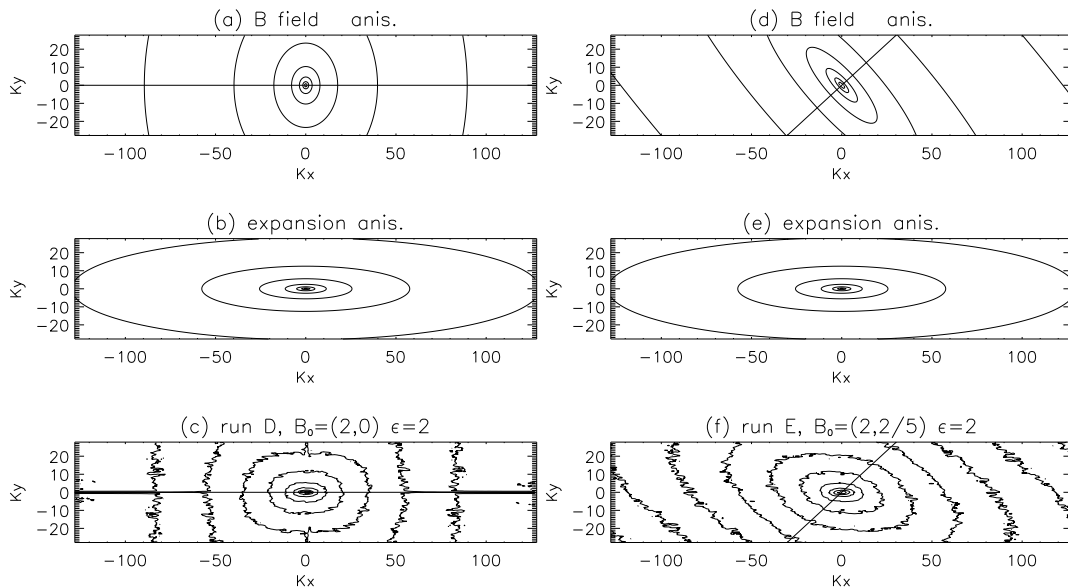 (a) B field anis.
Ky
20
10
0
−10
−20
−100 −50 0 50 100
Kx
(d) B field anis.
Ky
20
10
0
−10
−20
−100 −50 0 50 100
Kx
(b) expansion anis.
Ky
20
10
0
−10
−20
−100 −50 0 50 100
Kx
(e) expansion anis.
Ky
20
10
0
−10
−20
−100 −50 0 50 100
Kx
(c) run D, B₀=(2,0) ϵ=2
Ky
20
10
0
−10
−20
−100 −50 0 50 100
Kx
(f) run E, B₀=(2,2/5) ϵ=2
Ky
20
10
0
−10
−20
−100 −50 0 50 100
Kx